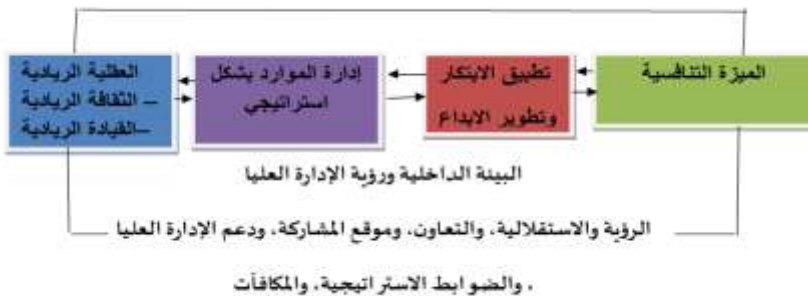 العقلية الريادية
– الثقافة الريادية
–القيادة الريادية
إدارة الموارد بشكل
استراتيجي
تطبيق الابتكار
وتطوير الابداع
الميزة التنافسية
البيئة الداخلية ورؤية الإدارة العليا
الرؤية والاستقلالية، والتعاون، وموقع المشاركة، ودعم الإدارة العليا
، والضوابط الاستراتيجية، والمكافآت